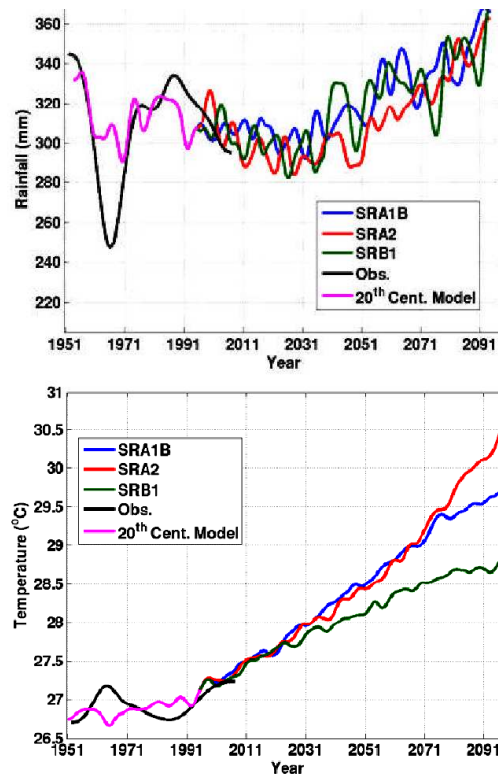 360
340
320
300
280
260
240
220
Rainfall (mm)
SRA1B
SRA2
SRB1
Obs.
20th Cent. Model
1951 1971 1991 2011 2031 2051 2071 2091
Year
31
30.5
30
29.5
29
28.5
28
27.5
27
26.5
Temperature (°C)
SRA1B
SRA2
SRB1
Obs.
20th Cent. Model
1951 1971 1991 2011 2031 2051 2071 2091
Year